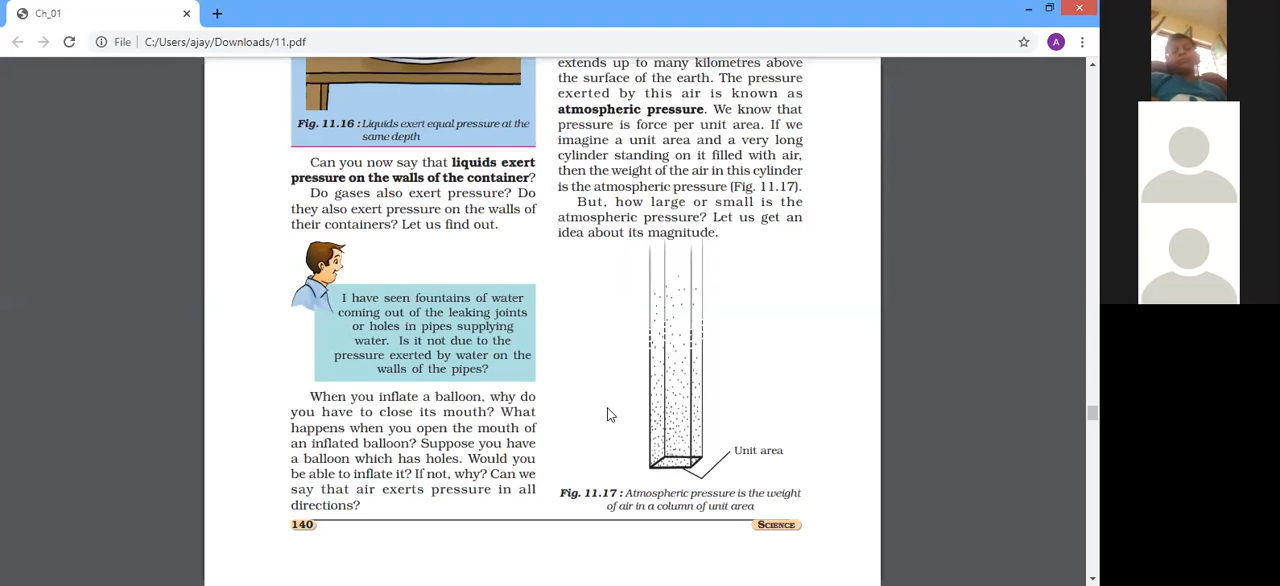 Ch_01
File
C:/Users/ajay/Downloads/11.pdf
A
Fig. 11.16 : Liquids exert equal pressure at the
same depth
Can you now say that liquids exert
pressure on the walls of the container?
Do gases also exert pressure? Do
they also exert pressure on the walls of
their containers? Let us find out.
I have seen fountains of water
coming out of the leaking joints
or holes in pipes supplying
water. Is it not due to the
pressure exerted by water on the
walls of the pipes?
When you inflate a balloon, why do
you have to close its mouth? What
happens when you open the mouth of
an inflated balloon? Suppose you have
a balloon which has holes. Would you
be able to inflate it? If not, why? Can we
say that air exerts pressure in all
directions?
extends up to many kilometres above
the surface of the earth. The pressure
exerted by this air is known as
atmospheric pressure. We know that
pressure is force per unit area. If we
imagine a unit area and a very long
cylinder standing on it filled with air,
then the weight of the air in this cylinder
is the atmospheric pressure (Fig. 11.17).
But, how large or small is the
atmospheric pressure? Let us get an
idea about its magnitude.
Unit area
Fig. 11.17 : Atmospheric pressure is the weight
of air in a column of unit area
140
SCIENCE